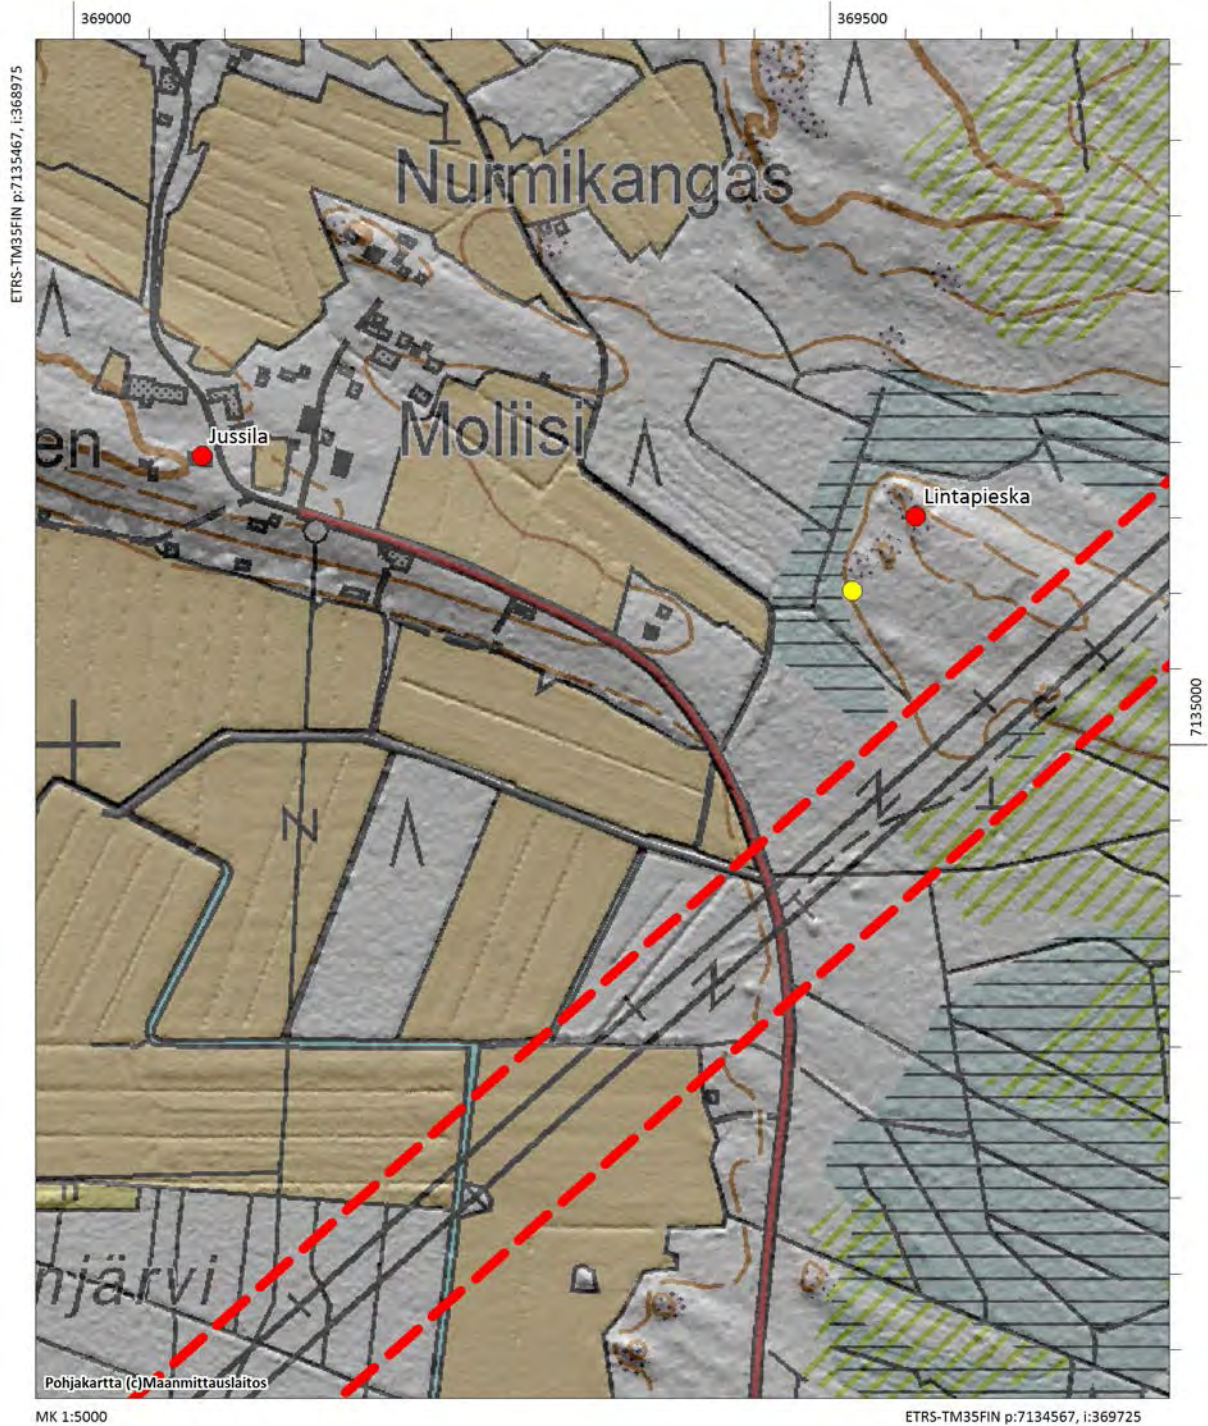 369000
369500
ETRS-TM35FIN p:7135467, i:368975
Nurmikangas
Moliisi
en
Jussila
Lintapieska
7135000
njärvi
Pohjakartta (c)Maanmittauslaitos
MK 1:5000
ETRS-TM35FIN p:7134567, i:369725